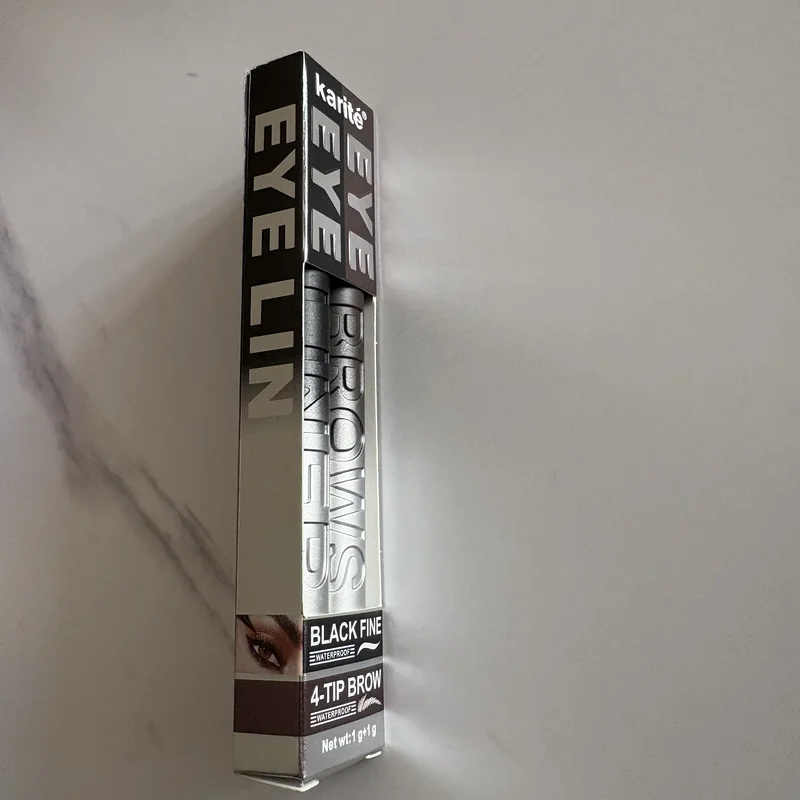 karité®
EYE
EYE
EYE LIN
BROWS
BLACK FINE
WATERPROOF
4-TIP BROW
WATERPROOF
Net wt:1 g+1 g